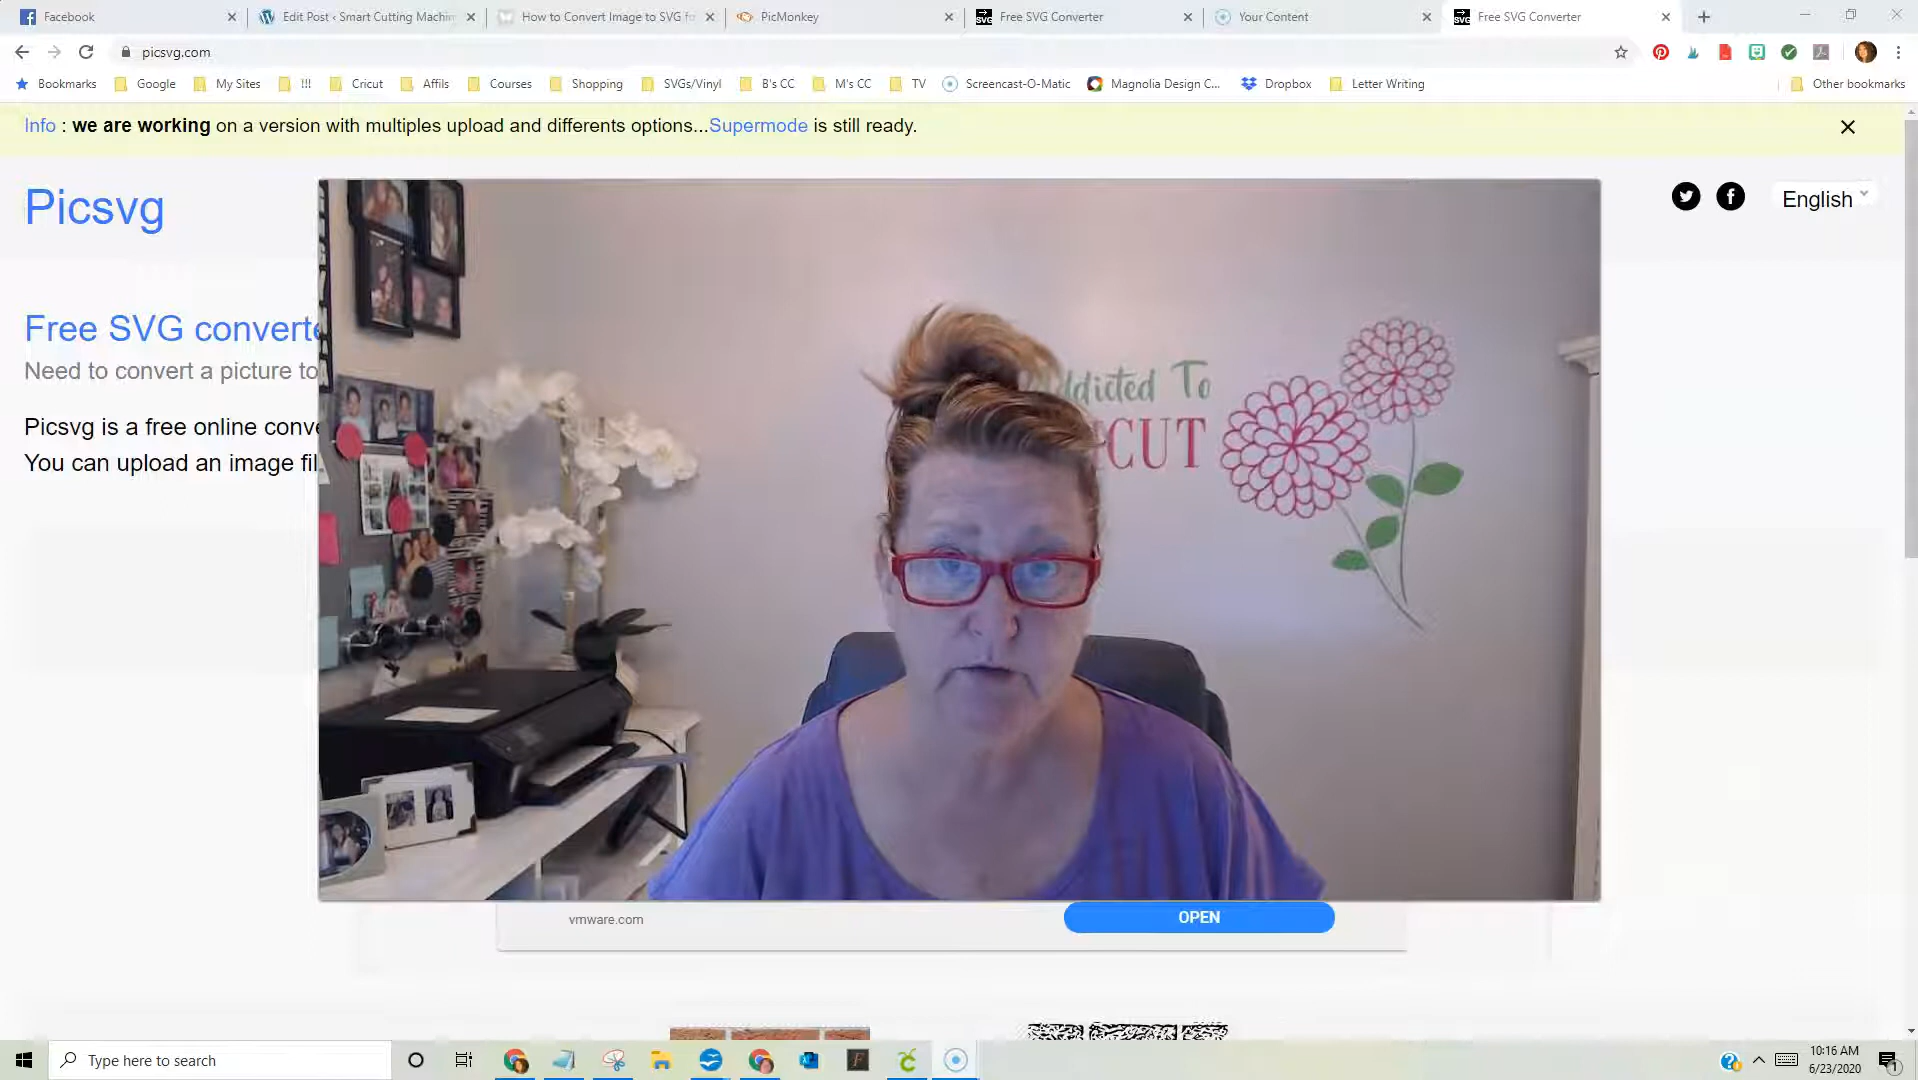 Facebook
Edit Post ‹ Smart Cutting Machin
How to Convert Image to SVG fo
PicMonkey
Free SVG Converter
Your Content
Free SVG Converter
picsvg.com
Bookmarks
Google
My Sites
!!!
Cricut
Affils
Courses
Shopping
SVGs/Vinyl
B's CC
M's CC
TV
Screencast-O-Matic
Magnolia Design C...
Dropbox
Letter Writing
Other bookmarks
Info : we are working on a version with multiples upload and differents options...Supermode is still ready.
Picsvg
English
Free SVG converte
Need to convert a picture to
Picsvg is a free online conve
You can upload an image fil
ddicted To
CUT
vmware.com
OPEN
Type here to search
10:16 AM
6/23/2020